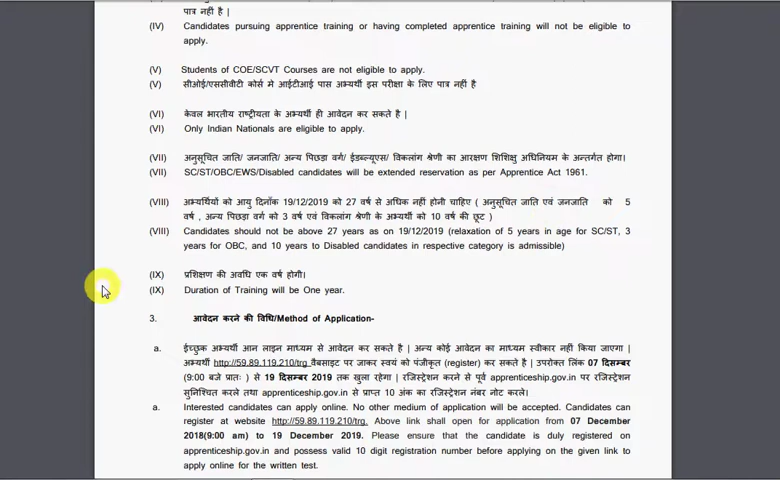 पात्र नहीं है |
(IV) Candidates pursuing apprentice training or having completed apprentice training will not be eligible to
apply.
(V) Students of COE/SCVT Courses are not eligible to apply.
(V) सीओई/एससीवीटी कोर्स मे आईटीआई पास अभ्यर्थी इस परीक्षा के लिए पात्र नहीं है
(VI) केवल भारतीय राष्ट्रीयता के अभ्यर्थी ही आवेदन कर सकते है |
(VI) Only Indian Nationals are eligible to apply.
(VII) अनुसूचित जाति/ जनजाति/ अन्य पिछड़ा वर्ग/ ईडब्ल्यूएस/ विकलांग श्रेणी का आरक्षण शिशिक्षु अधिनियम के अन्तर्गत होगा।
(VII) SC/ST/OBC/EWS/Disabled candidates will be extended reservation as per Apprentice Act 1961.
(VIII) अभ्यर्थियों को आयु दिनाँक 19/12/2019 को 27 वर्ष से अधिक नहीं होनी चाहिए ( अनुसूचित जाति एवं जनजाति को 5
वर्ष , अन्य पिछड़ा वर्ग को 3 वर्ष एवं विकलांग श्रेणी के अभ्यर्थी को 10 वर्ष की छूट )
(VIII) Candidates should not be above 27 years as on 19/12/2019 (relaxation of 5 years in age for SC/ST, 3
years for OBC, and 10 years to Disabled candidates in respective category is admissible)
(IX) प्रशिक्षण की अवधि एक वर्ष होगी।
(IX) Duration of Training will be One year.
3. आवेदन करने की विधि/Method of Application-
a. ईच्छुक अभ्यर्थी आन लाइन माध्यम से आवेदन कर सकते है | अन्य कोई आवेदन का माध्यम स्वीकार नहीं किया जाएगा |
अभ्यर्थी http://59.89.119.210/trg वैबसाइट पर जाकर स्वयं को पंजीकृत (register) कर सकते है | उपरोक्त लिंक 07 दिसम्बर
(9:00 बजे प्रातः ) से 19 दिसम्बर 2019 तक खुला रहेगा | रजिस्ट्रेशन करने से पूर्व apprenticeship.gov.in पर रजिस्ट्रेशन
सुनिश्चित करले तथा apprenticeship.gov.in से प्राप्त 10 अंक का रजिस्ट्रेशन नंबर नोट करले।
a. Interested candidates can apply online. No other medium of application will be accepted. Candidates can
register at website http://59.89.119.210/trg. Above link shall open for application from 07 December
2018(9:00 am) to 19 December 2019. Please ensure that the candidate is duly registered on
apprenticeship.gov.in and possess valid 10 digit registration number before applying on the given link to
apply online for the written test.